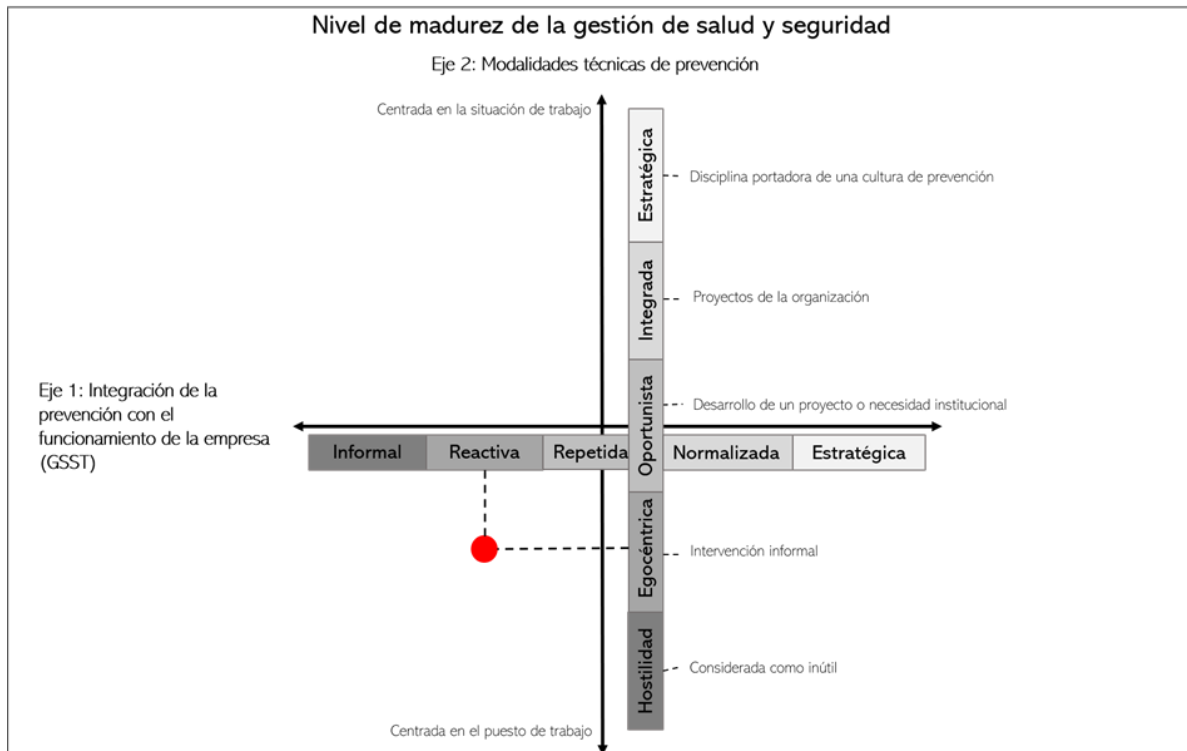 Nivel de madurez de la gestión de salud y seguridad
Eje 2: Modalidades técnicas de prevención
Centrada en la situación de trabajo
Estratégica
Disciplina portadora de una cultura de prevención
Integrada
Proyectos de la organización
Eje 1: Integración de la
prevención con el
funcionamiento de la empresa
(GSST)
Oportunista
Desarrollo de un proyecto o necesidad institucional
Informal
Reactiva
Repetida
Normalizada
Estratégica
Egocéntrica
Intervención informal
Hostilidad
Considerada como inútil
Centrada en el puesto de trabajo